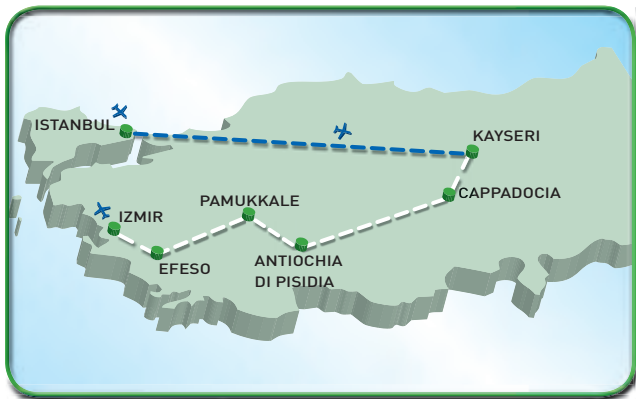 ISTANBUL
KAYSERI
CAPPADOCIA
PAMUKKALE
IZMIR
ANTIOCHIA
DI PISIDIA
EFESO